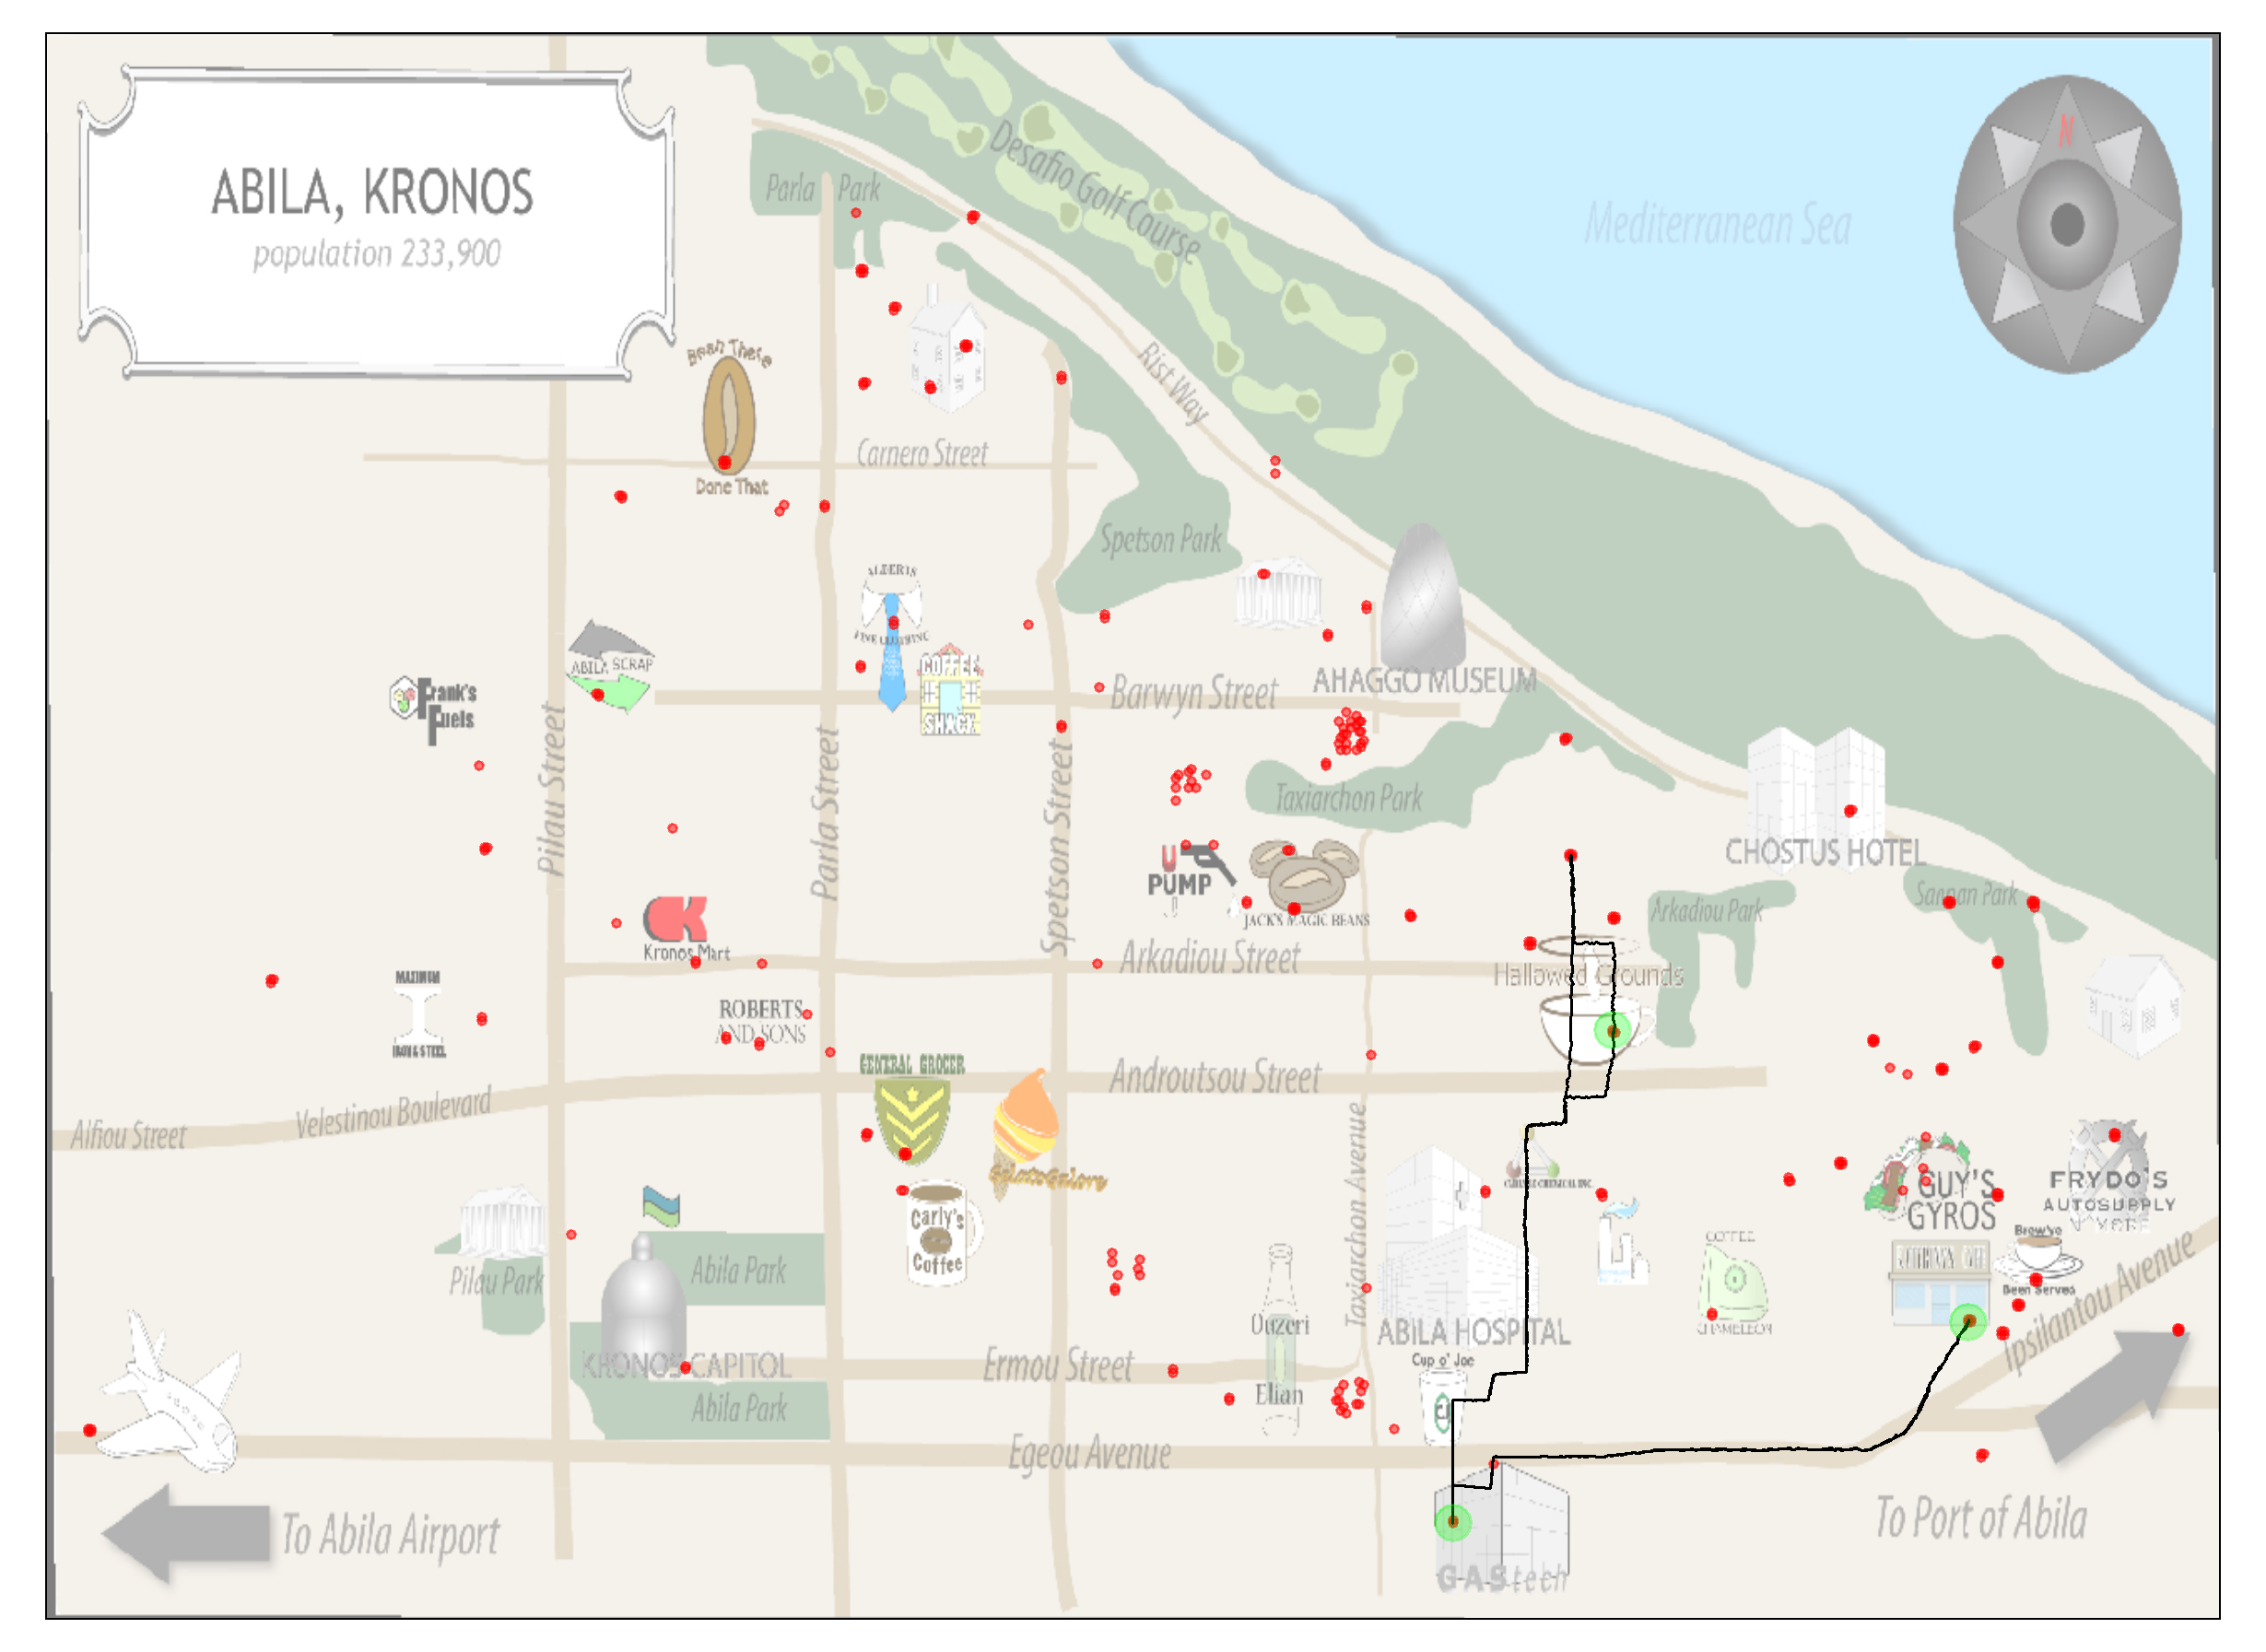 ABILA, KRONOS
population 233,900
N
Mediterranean Sea
Desafio Golf Course
Parla Park
Rist Way
Bean There
Done That
Carnero Street
Spetson Park
ALBERTS
FINE CLOTHING
ABILA SCRAP
COFFEE
SHACK
Frank's
Fuels
AHAGGO MUSEUM
Barwyn Street
Pilau Street
Parla Street
Spetson Street
Taxiarchon Park
CHOSTUS HOTEL
U
PUMP
JACK'S MAGIC BEANS
Arkadiou Park
Sannan Park
Kronos Mart
Arkadiou Street
Hallowed Grounds
MAXIMUM
IRON & STEEL
ROBERTS
AND SONS
GENERAL GROCER
Androutsou Street
Velestinou Boulevard
Alfiou Street
Taxiarchon Avenue
GelatoGalore
CARLYLE CHEMICAL INC.
GUY'S
GYROS
FRYDO'S
AUTOSUPPLY
N' MORE
Carly's
Coffee
Pilau Park
Abila Park
COFFEE
CHAMELEON
Brew've
Been Served
Ipsilantou Avenue
Ouzeri
Elian
ABILA HOSPITAL
Cup o' Joe
KRONOS CAPITOL
Ermou Street
Abila Park
Egeou Avenue
To Abila Airport
To Port of Abila
GAStech